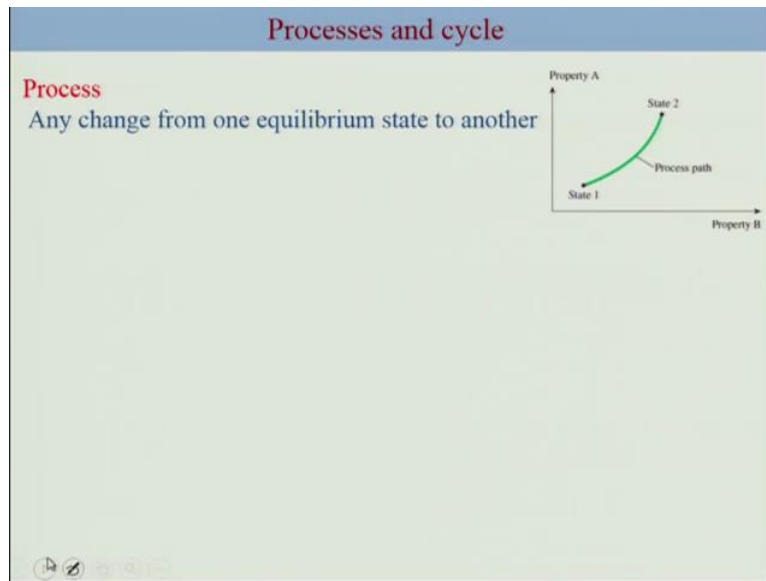 Processes and cycle
Process
Any change from one equilibrium state to another
Property A
State 2
Process path
State 1
Property B